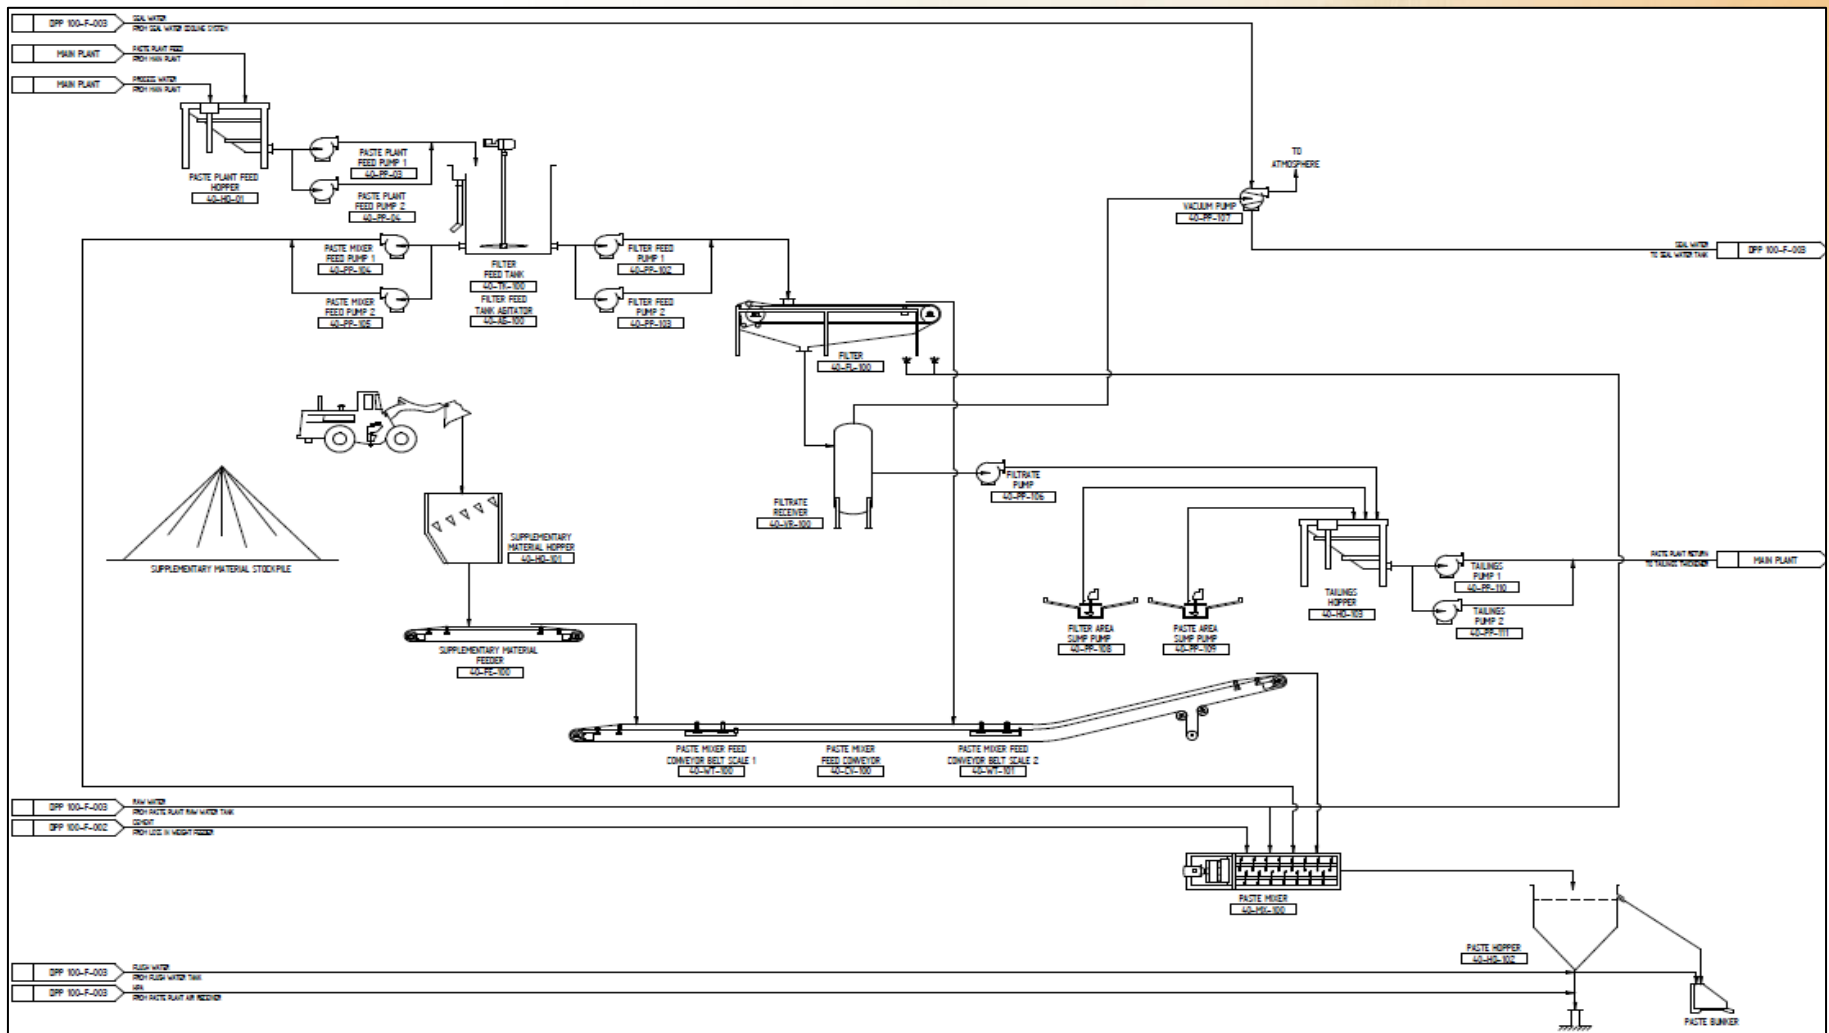 DPP 100-F-003
SEAL WATER
FROM SEAL WATER COOLING SYSTEM
MAIN PLANT
PASTE PLANT FEED
FROM MAIN PLANT
MAIN PLANT
PROCESS WATER
FROM MAIN PLANT
PASTE PLANT FEED
HOPPER
40-HO-01
PASTE PLANT
FEED PUMP 1
40-PP-03
PASTE PLANT
FEED PUMP 2
40-PP-04
TO
ATMOSPHERE
VACUUM PUMP
40-PP-107
SEAL WATER
TO SEAL WATER TANK
DPP 100-F-003
PASTE MIXER
FEED PUMP 1
40-PP-104
PASTE MIXER
FEED PUMP 2
40-PP-105
FILTER
FEED TANK
40-TK-100
FILTER FEED
TANK AGITATOR
40-AG-100
FILTER FEED
PUMP 1
40-PP-102
FILTER FEED
PUMP 2
40-PP-103
FILTER
40-FL-100
SUPPLEMENTARY MATERIAL STOCKPILE
SUPPLEMENTARY
MATERIAL HOPPER
40-HO-101
FILTRATE
RECEIVER
40-VR-100
FILTRATE
PUMP
40-PP-106
TAILINGS
HOPPER
40-HO-103
TAILINGS
PUMP 1
40-PP-110
TAILINGS
PUMP 2
40-PP-111
PASTE PLANT RETURN
TO TAILINGS THICKENER
MAIN PLANT
FILTER AREA
SUMP PUMP
40-PP-108
PASTE AREA
SUMP PUMP
40-PP-109
SUPPLEMENTARY MATERIAL
FEEDER
40-FE-100
PASTE MIXER FEED
CONVEYOR BELT SCALE 1
40-WT-100
PASTE MIXER
FEED CONVEYOR
40-CV-100
PASTE MIXER FEED
CONVEYOR BELT SCALE 2
40-WT-101
DPP 100-F-003
RAW WATER
FROM PASTE PLANT RAW WATER TANK
DPP 100-F-002
CEMENT
FROM LOSS IN WEIGHT FEEDER
PASTE MIXER
40-MX-100
PASTE HOPPER
40-HO-102
DPP 100-F-003
FLUSH WATER
FROM FLUSH WATER TANK
DPP 100-F-003
HPA
FROM PASTE PLANT AIR RECEIVER
PASTE BUNKER